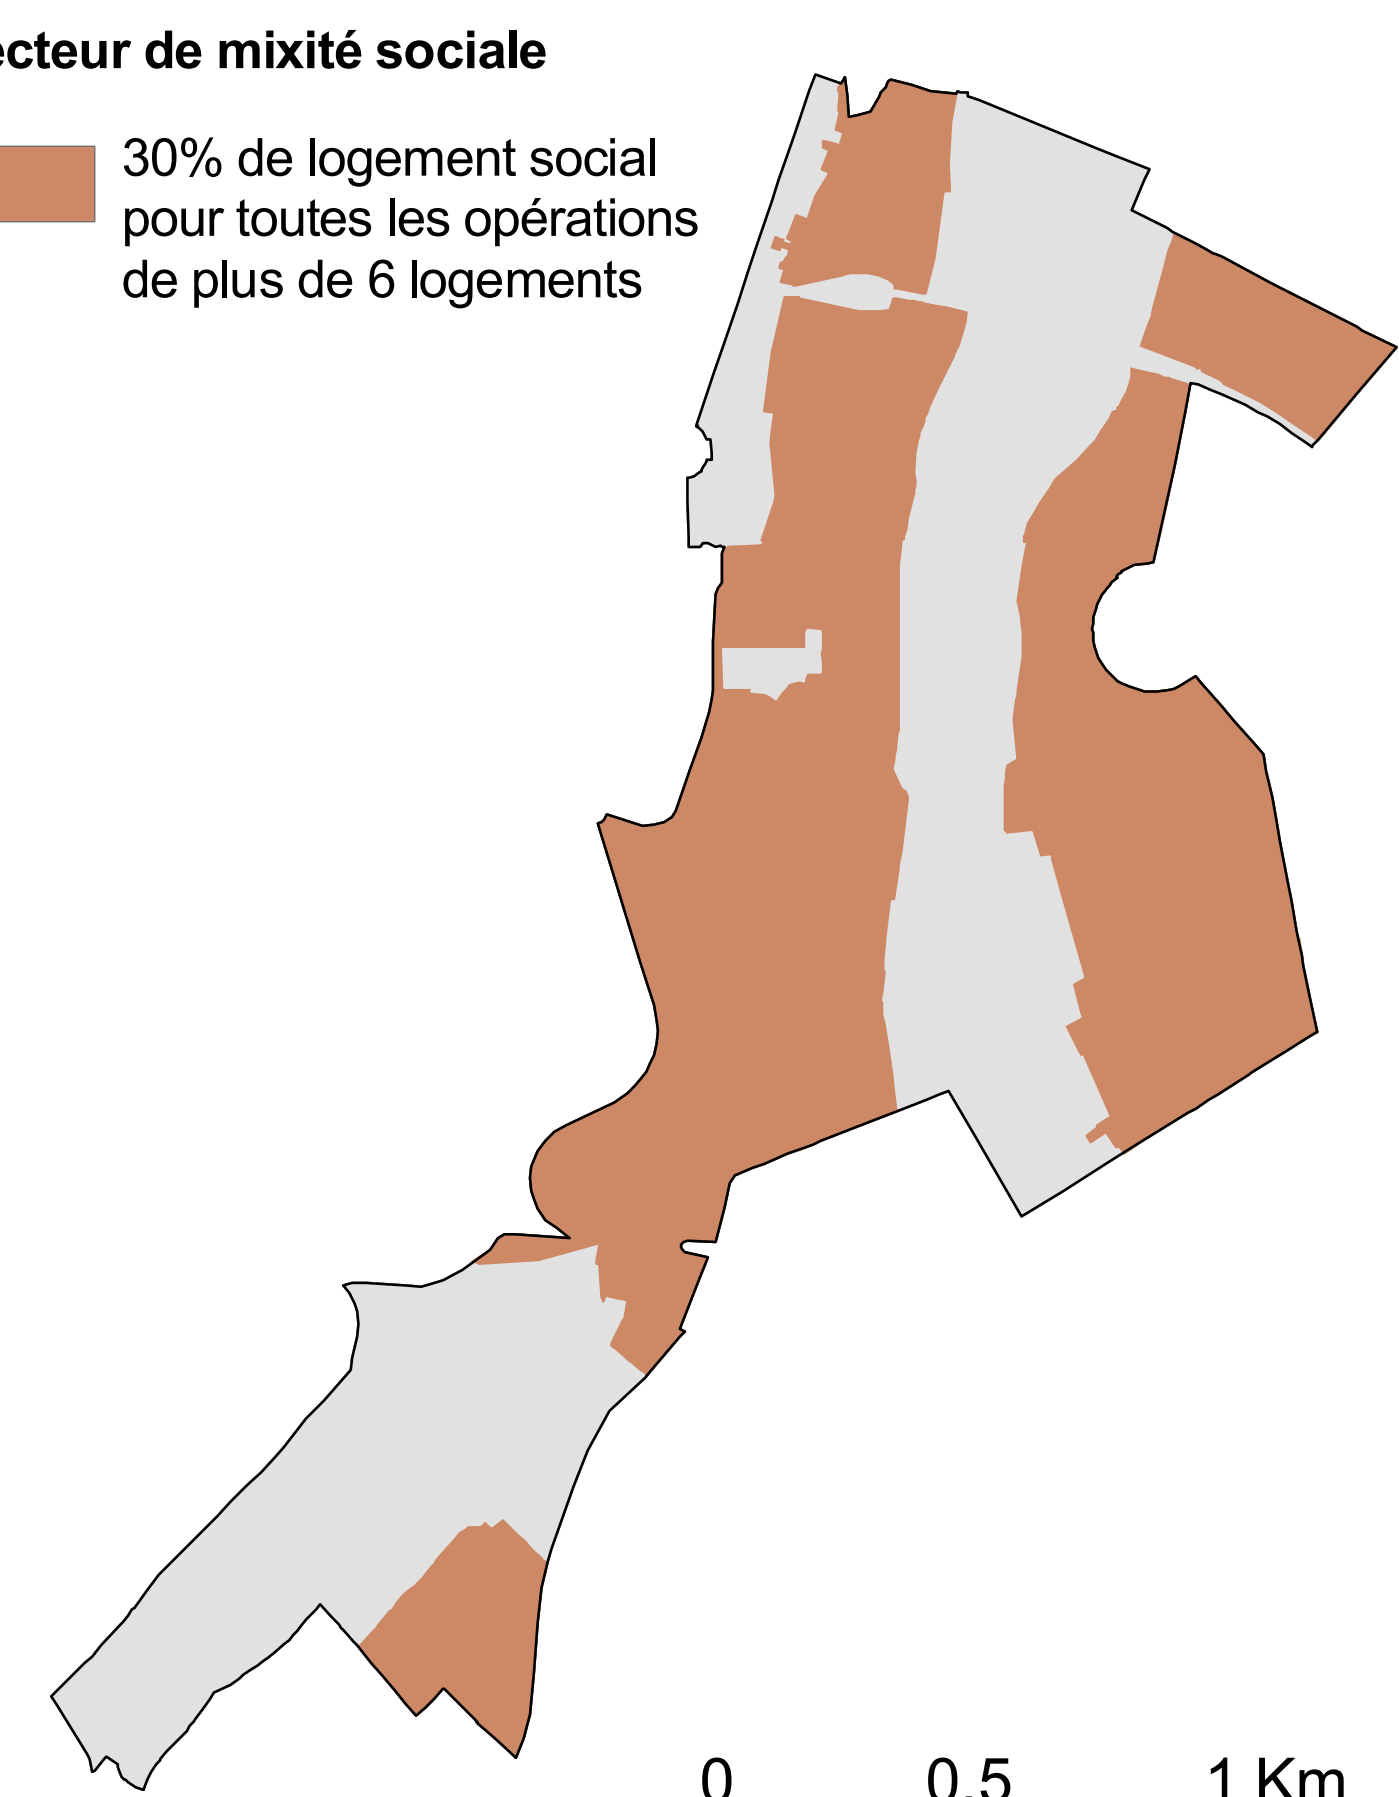 ecteur de mixité sociale
30% de logement social
pour toutes les opérations
de plus de 6 logements
0 0,5 1 Km